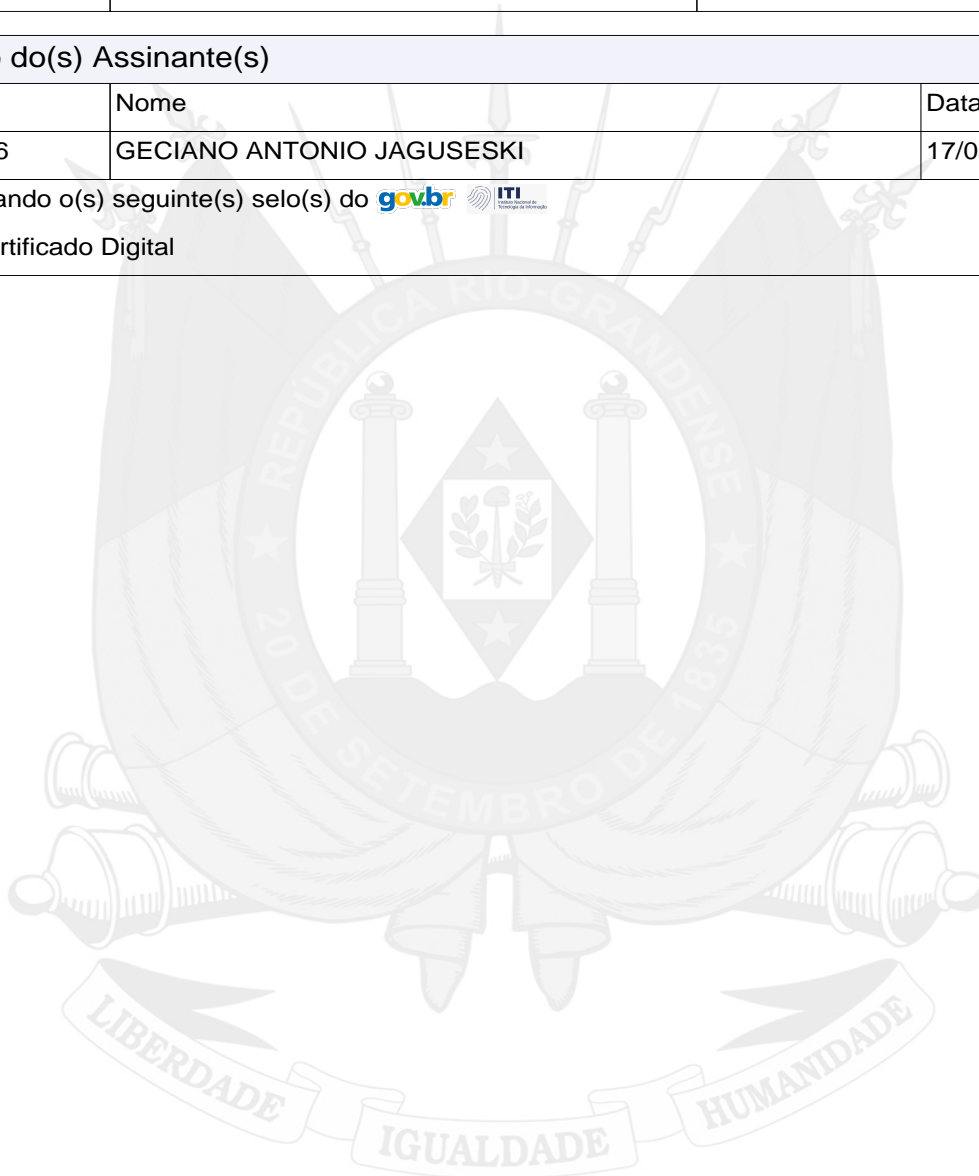 do(s) Assinante(s)
Nome Data
6 GECIANO ANTONIO JAGUSESKI 17/0
ando o(s) seguinte(s) selo(s) do gov.br ITI
rtificado Digital
REPÚBLICA RIO-GRANDENSE
20 DE SETEMBRO DE 1835
LIBERDADE IGUALDADE HUMANIDADE